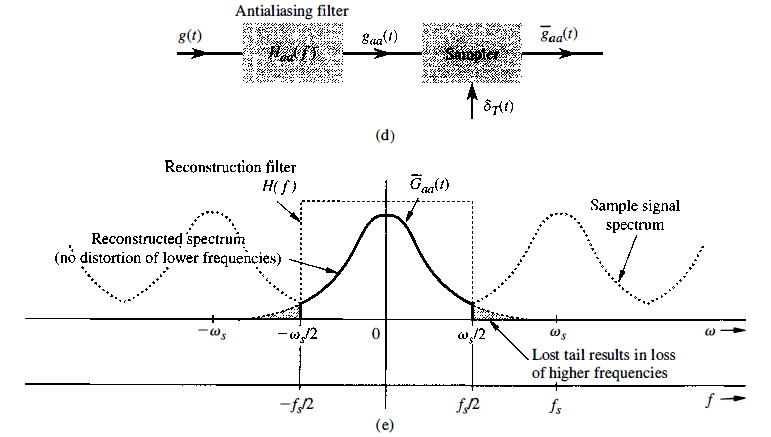 Antialiasing filter
g(t)
H_aa(f)
g_aa(t)
Sampler
g̅_aa(t)
δ_T(t)
(d)
Reconstruction filter
H(f)
G̅_aa(t)
Sample signal
spectrum
Reconstructed spectrum
(no distortion of lower frequencies)
−ω_s
−ω_s/2
0
ω_s/2
ω_s
ω
Lost tail results in loss
of higher frequencies
−f_s/2
f_s/2
f_s
f
(e)